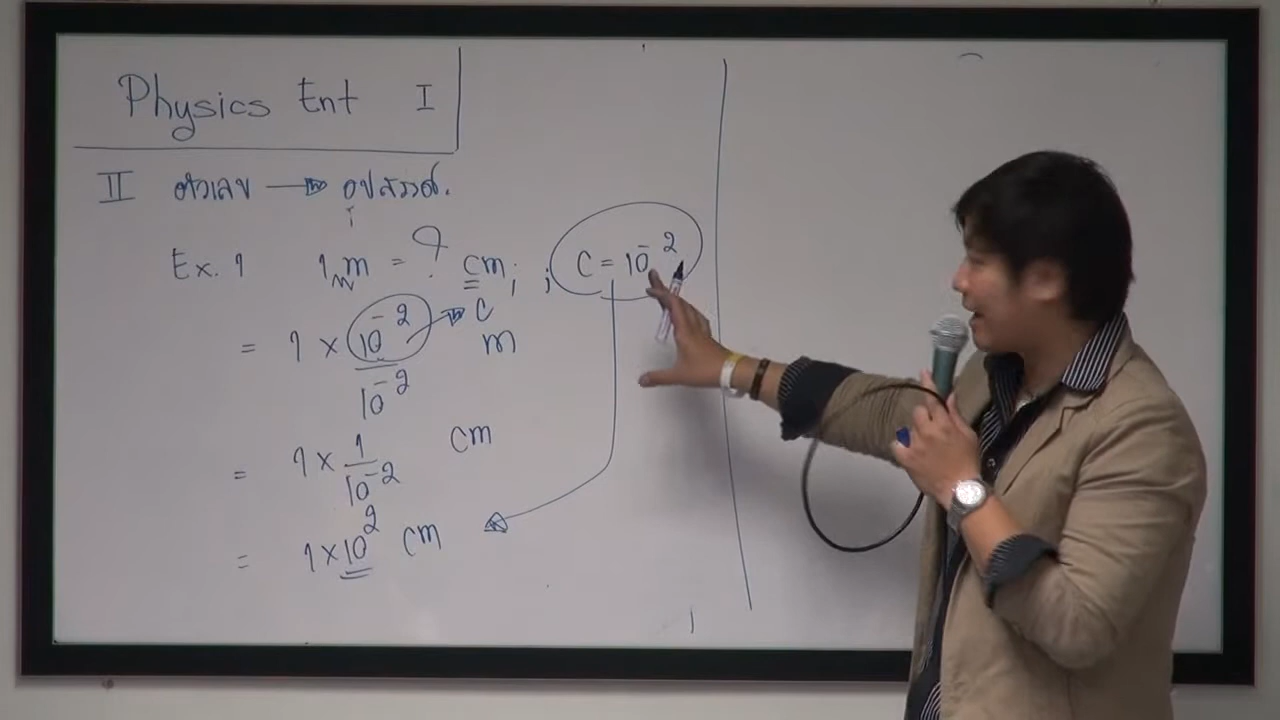 Physics Ent I
II ตัวเลข → อุปสรรค.
Ex. 1 1 m = ? cm ; ; c = 10⁻²
= 1 × 10⁻² → c
10⁻² m
= 1 × 1 cm
10⁻²
= 1×10² cm